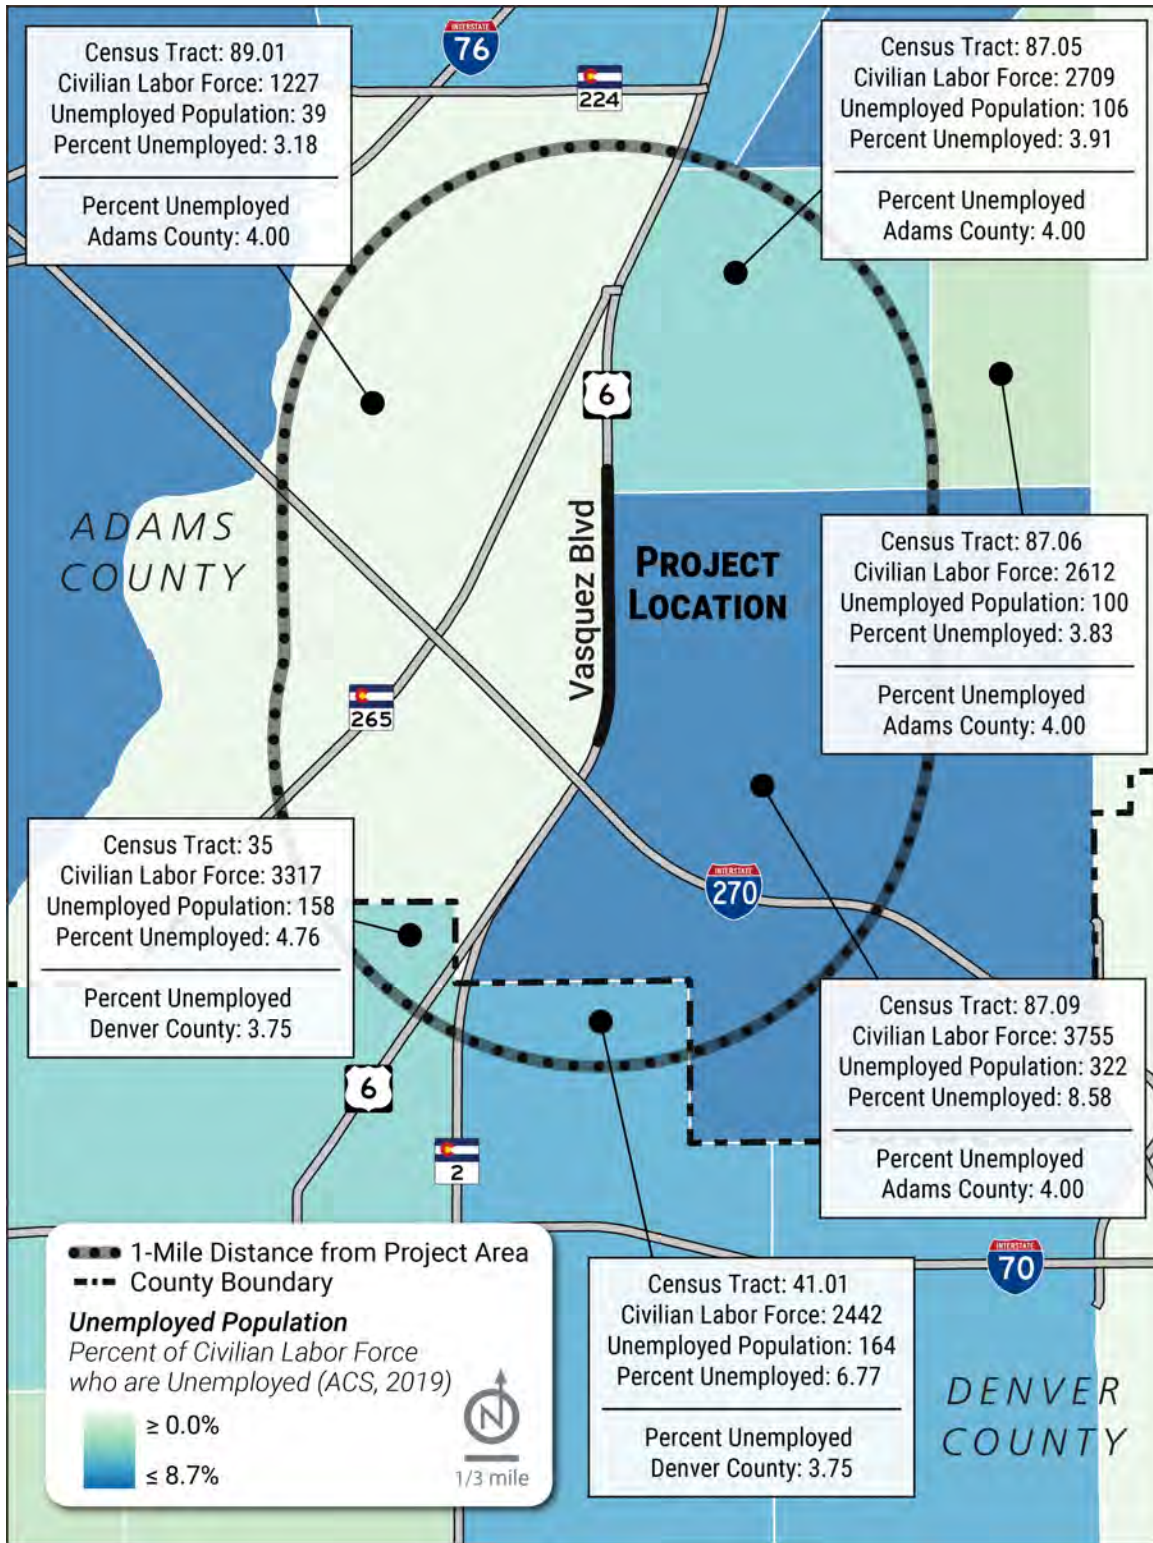 Census Tract: 89.01
Civilian Labor Force: 1227
Unemployed Population: 39
Percent Unemployed: 3.18
Percent Unemployed
Adams County: 4.00
INTERSTATE
76
224
Census Tract: 87.05
Civilian Labor Force: 2709
Unemployed Population: 106
Percent Unemployed: 3.91
Percent Unemployed
Adams County: 4.00
6
ADAMS
COUNTY
Vasquez Blvd
PROJECT
LOCATION
Census Tract: 87.06
Civilian Labor Force: 2612
Unemployed Population: 100
Percent Unemployed: 3.83
Percent Unemployed
Adams County: 4.00
265
Census Tract: 35
Civilian Labor Force: 3317
Unemployed Population: 158
Percent Unemployed: 4.76
Percent Unemployed
Denver County: 3.75
INTERSTATE
270
Census Tract: 87.09
Civilian Labor Force: 3755
Unemployed Population: 322
Percent Unemployed: 8.58
Percent Unemployed
Adams County: 4.00
6
2
INTERSTATE
70
Census Tract: 41.01
Civilian Labor Force: 2442
Unemployed Population: 164
Percent Unemployed: 6.77
Percent Unemployed
Denver County: 3.75
DENVER
COUNTY
1-Mile Distance from Project Area
County Boundary
Unemployed Population
Percent of Civilian Labor Force
who are Unemployed (ACS, 2019)
≥ 0.0%
≤ 8.7%
N
1/3 mile